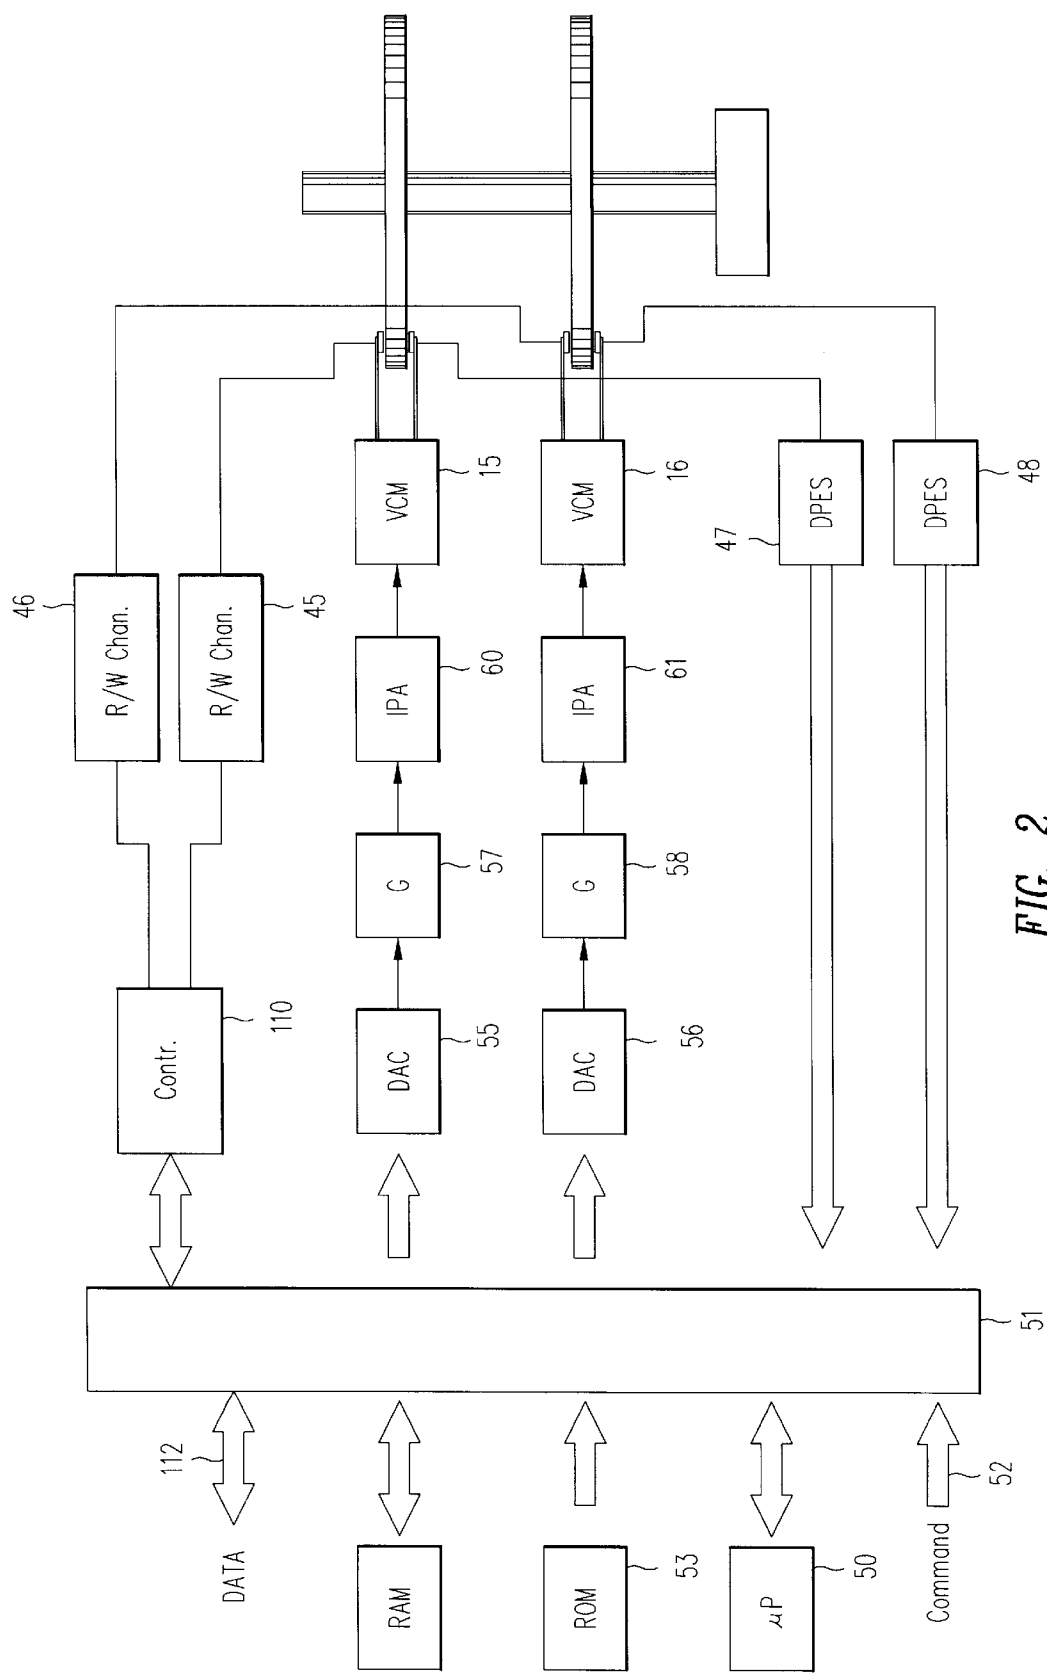 DATA
112
RAM
ROM
53
μP
50
Command
52
51
Contr.
110
DAC
55
DAC
56
G
57
G
58
R/W Chan.
46
R/W Chan.
45
IPA
60
IPA
61
VCM
15
VCM
16
47
DPES
DPES
48
FIG. 2